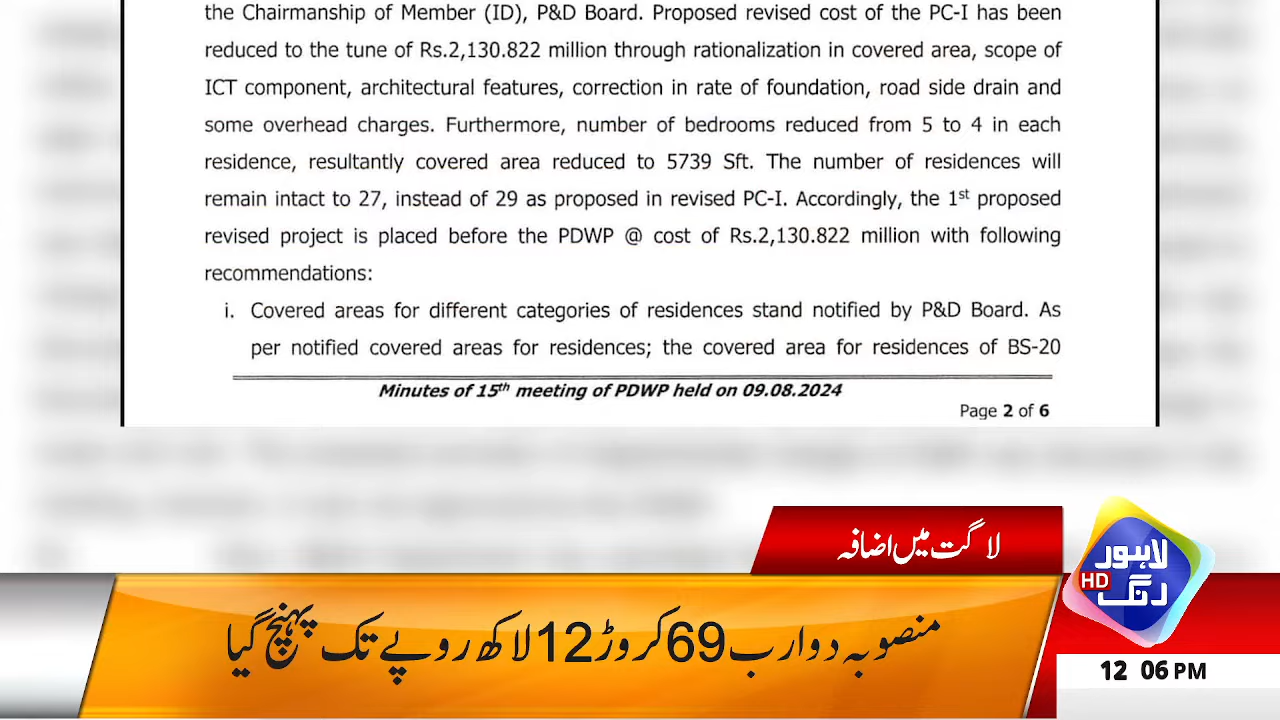 the Chairmanship of Member (ID), P&D Board. Proposed revised cost of the PC-I has been
reduced to the tune of Rs.2,130.822 million through rationalization in covered area, scope of
ICT component, architectural features, correction in rate of foundation, road side drain and
some overhead charges. Furthermore, number of bedrooms reduced from 5 to 4 in each
residence, resultantly covered area reduced to 5739 Sft. The number of residences will
remain intact to 27, instead of 29 as proposed in revised PC-I. Accordingly, the 1st proposed
revised project is placed before the PDWP @ cost of Rs.2,130.822 million with following
recommendations:
i. Covered areas for different categories of residences stand notified by P&D Board. As
per notified covered areas for residences; the covered area for residences of BS-20
Minutes of 15th meeting of PDWP held on 09.08.2024
Page 2 of 6
لاگت میں اضافہ
منصوبہ دو ارب 69 کروڑ 12 لاکھ روپے تک پہنچ گیا
لاہور
رنگ
HD
12 06 PM